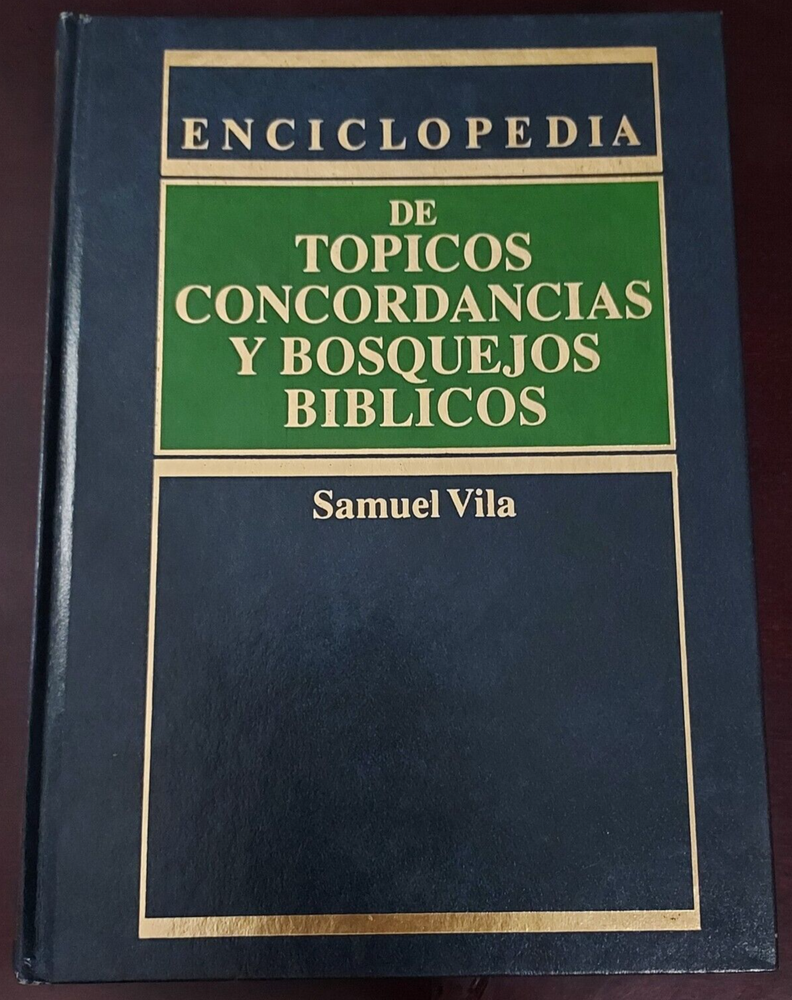 ENCICLOPEDIA
DE
TOPICOS
CONCORDANCIAS
Y BOSQUEJOS
BIBLICOS
Samuel Vila